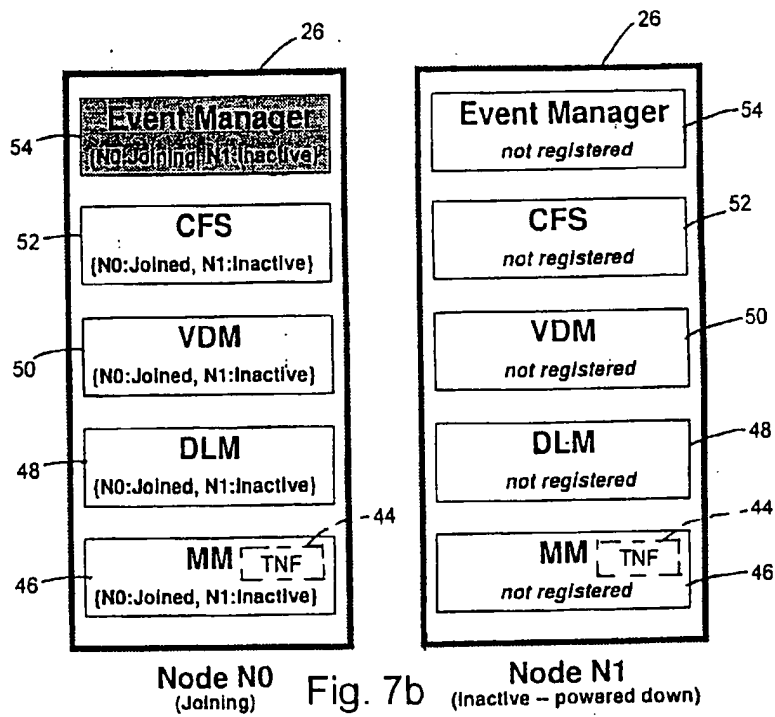 26
26
Event Manager
{N0:Joining, N1:Inactive}
54
Event Manager
not registered
54
CFS
{N0:Joined, N1:Inactive}
52
CFS
not registered
52
VDM
{N0:Joined, N1:Inactive}
50
VDM
not registered
50
DLM
{N0:Joined, N1:Inactive}
48
DLM
not registered
48
44
44
MM
TNF
{N0:Joined, N1:Inactive}
46
MM
TNF
not registered
46
Node N0
(Joining)
Fig. 7b
Node N1
(Inactive – powered down)